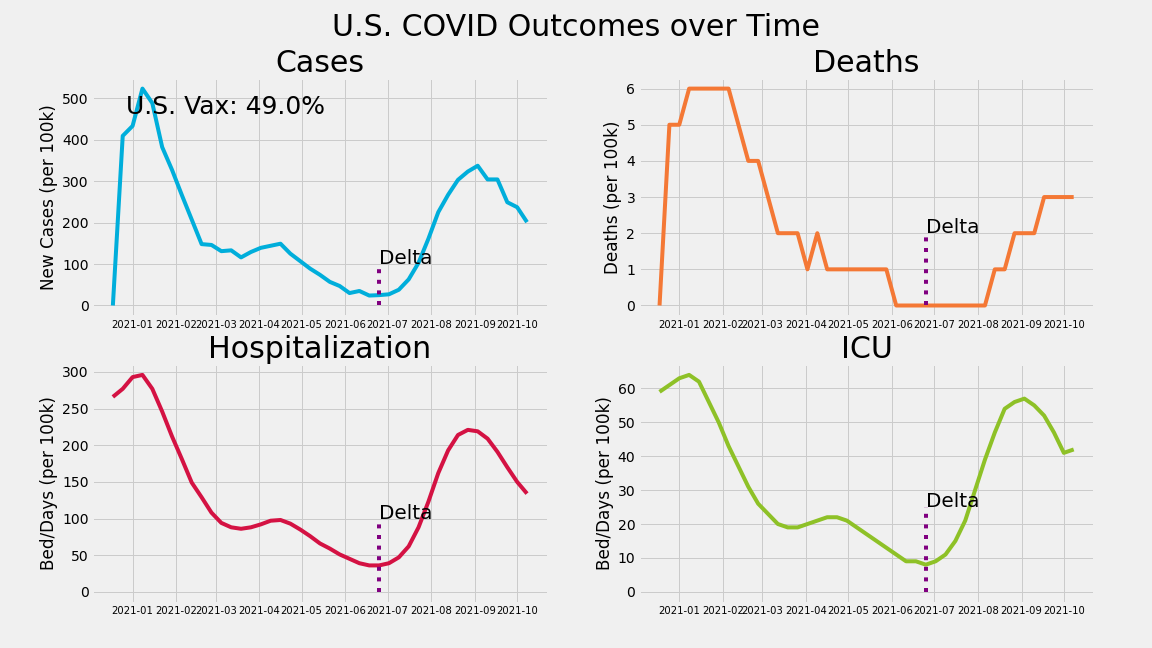 U.S. COVID Outcomes over Time
Cases
New Cases (per 100k)
500
400
300
200
100
0
U.S. Vax: 49.0%
Delta
2021-01 2021-02 2021-03 2021-04 2021-05 2021-06 2021-07 2021-08 2021-09 2021-10
Deaths
Deaths (per 100k)
6
5
4
3
2
1
0
Delta
2021-01 2021-02 2021-03 2021-04 2021-05 2021-06 2021-07 2021-08 2021-09 2021-10
Hospitalization
Bed/Days (per 100k)
300
250
200
150
100
50
0
Delta
2021-01 2021-02 2021-03 2021-04 2021-05 2021-06 2021-07 2021-08 2021-09 2021-10
ICU
Bed/Days (per 100k)
60
50
40
30
20
10
0
Delta
2021-01 2021-02 2021-03 2021-04 2021-05 2021-06 2021-07 2021-08 2021-09 2021-10